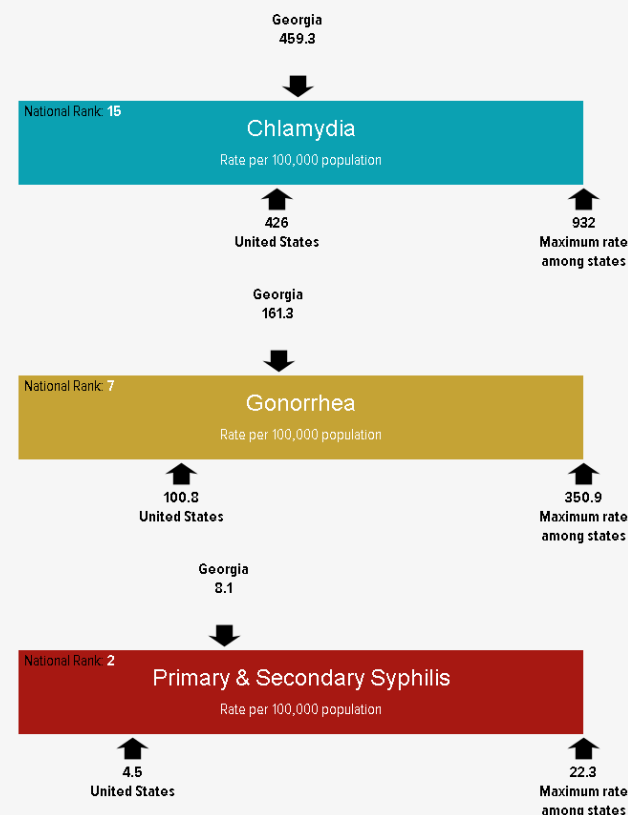 Georgia
459.3
National Rank: 15
Chlamydia
Rate per 100,000 population
426
United States
932
Maximum rate
among states
Georgia
161.3
National Rank: 7
Gonorrhea
Rate per 100,000 population
100.8
United States
350.9
Maximum rate
among states
Georgia
8.1
National Rank: 2
Primary & Secondary Syphilis
Rate per 100,000 population
4.5
United States
22.3
Maximum rate
among states